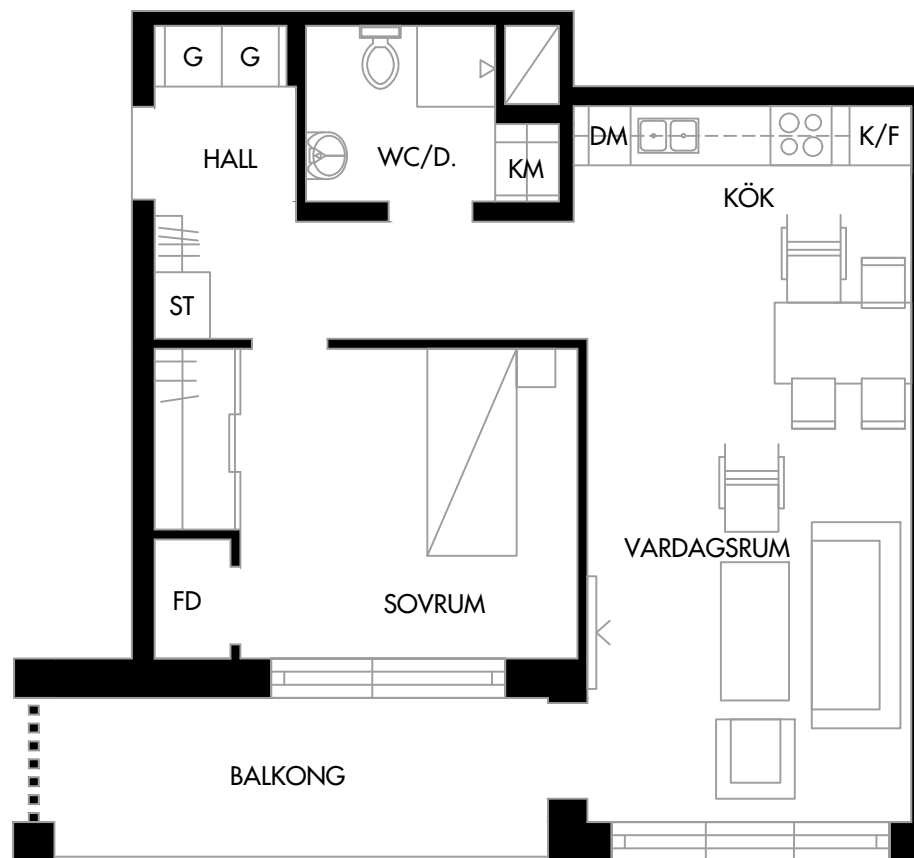 G G
DM K/F
HALL WC/D. KM
KÖK
ST
VARDAGSRUM
FD SOVRUM
BALKONG